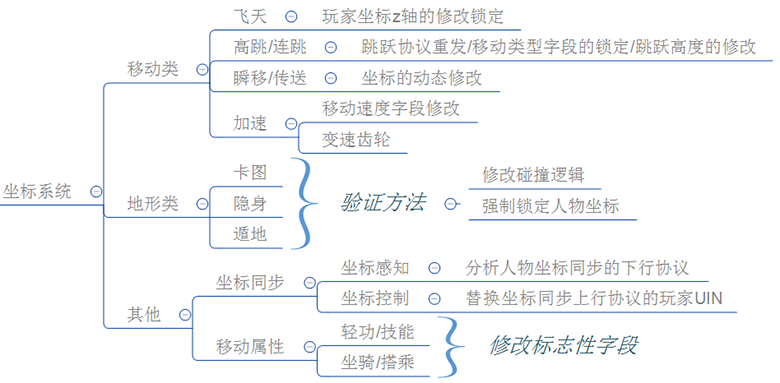 坐标系统
移动类
飞天
玩家坐标z轴的修改锁定
高跳/连跳
跳跃协议重发/移动类型字段的锁定/跳跃高度的修改
瞬移/传送
坐标的动态修改
加速
移动速度字段修改
变速齿轮
地形类
卡图
隐身
遁地
验证方法
修改碰撞逻辑
强制锁定人物坐标
其他
坐标同步
坐标感知
分析人物坐标同步的下行协议
坐标控制
替换坐标同步上行协议的玩家UIN
移动属性
轻功/技能
坐骑/搭乘
修改标志性字段